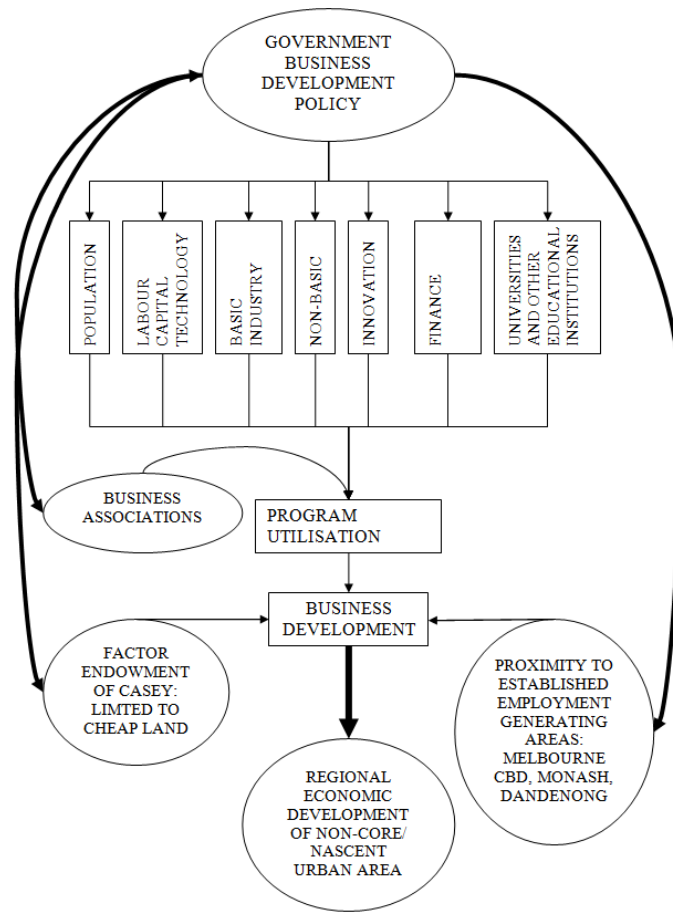 GOVERNMENT
BUSINESS
DEVELOPMENT
POLICY
POPULATION
LABOUR
CAPITAL
TECHNOLOGY
BASIC
INDUSTRY
NON-BASIC
INNOVATION
FINANCE
UNIVERSITIES
AND OTHER
EDUCATIONAL
INSTITUTIONS
BUSINESS
ASSOCIATIONS
PROGRAM
UTILISATION
BUSINESS
DEVELOPMENT
FACTOR
ENDOWMENT
OF CASEY:
LIMTED TO
CHEAP LAND
PROXIMITY TO
ESTABLISHED
EMPLOYMENT
GENERATING
AREAS:
MELBOURNE
CBD, MONASH,
DANDENONG
REGIONAL
ECONOMIC
DEVELOPMENT
OF NON-CORE/
NASCENT
URBAN AREA